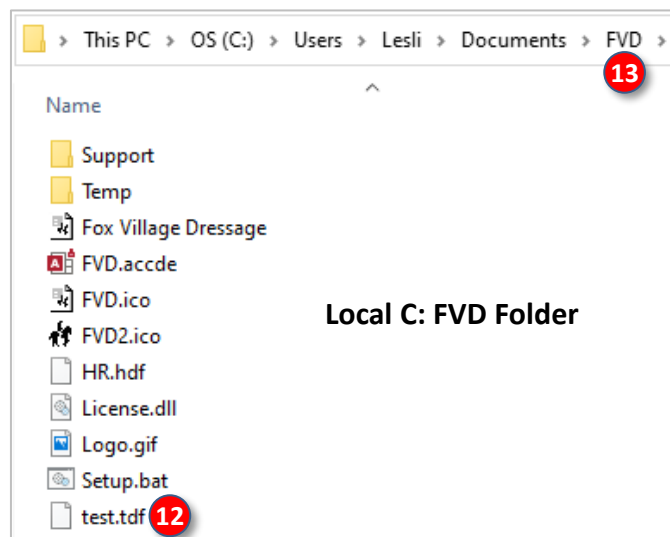 This PC > OS (C:) > Users > Lesli > Documents > FVD >
13
Name
Support
Temp
Fox Village Dressage
FVD.accde
FVD.ico
Local C: FVD Folder
FVD2.ico
HR.hdf
License.dll
Logo.gif
Setup.bat
test.tdf 12